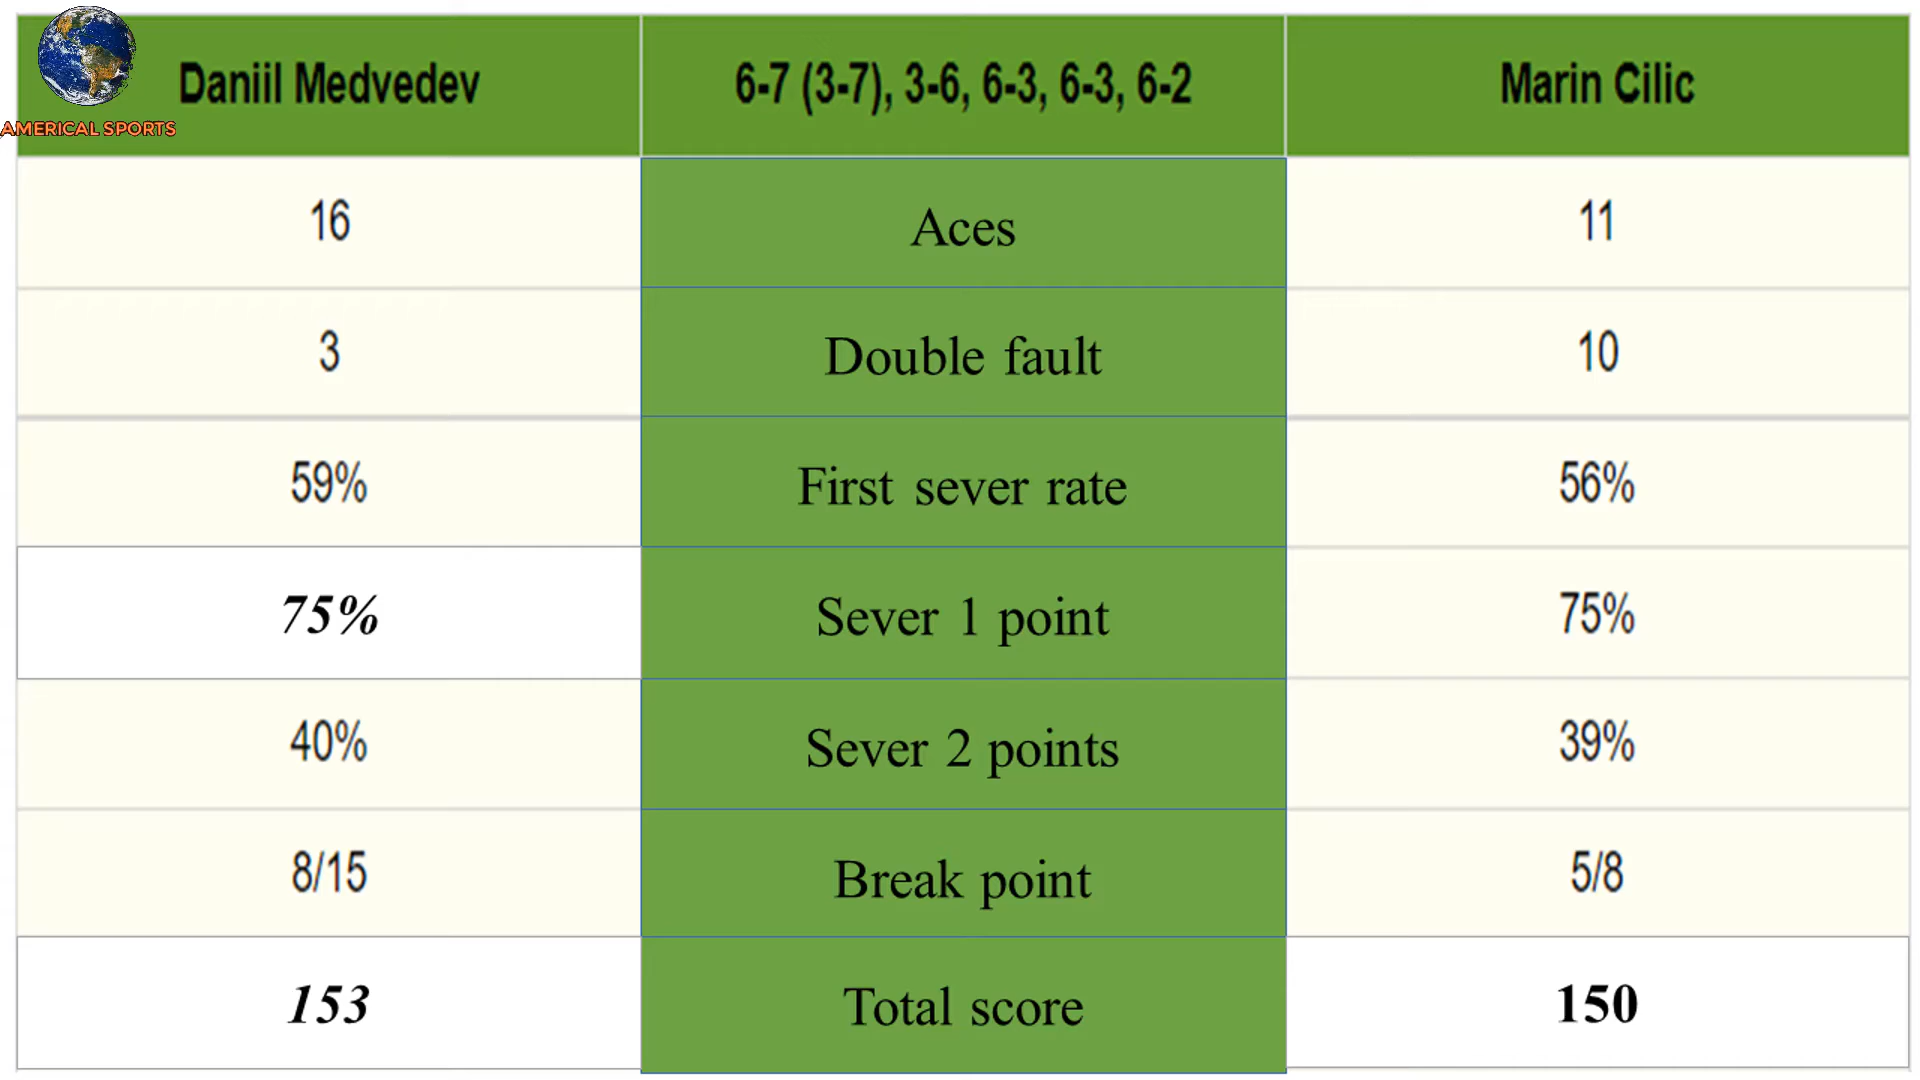 AMERICAL SPORTS
Daniil Medvedev 6-7 (3-7), 3-6, 6-3, 6-3, 6-2 Marin Cilic
16 Aces 11
3 Double fault 10
59% First sever rate 56%
75% Sever 1 point 75%
40% Sever 2 points 39%
8/15 Break point 5/8
153 Total score 150